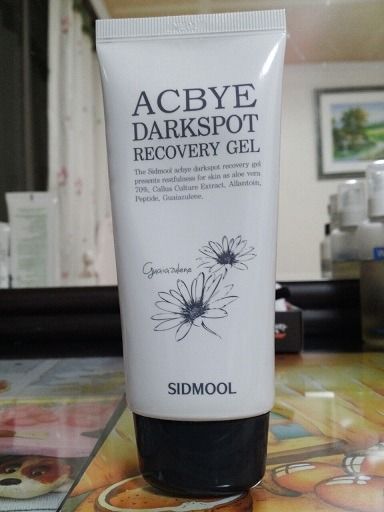 ACBYE
DARKSPOT
RECOVERY GEL
The Sidmool acbye darkspot recovery gel
presents restfulness for skin as aloe vera
70%, Callus Culture Extract, Allantoin,
Peptide, Guaiazulene.
Guaiazulene
SIDMOOL